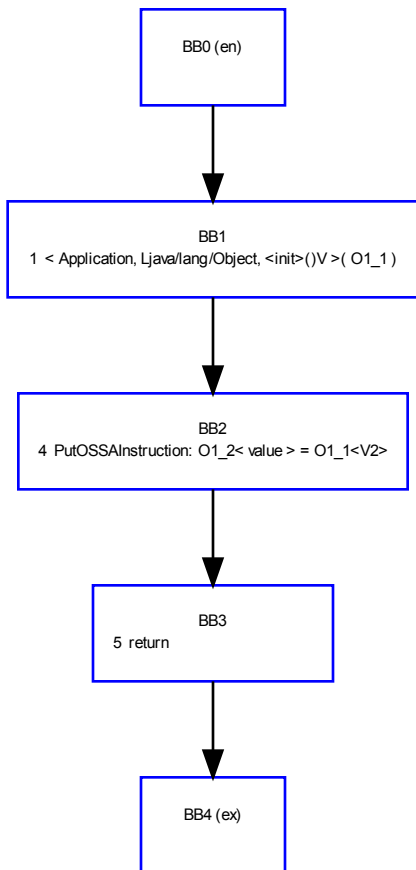 BB0 (en)
BB1
1 < Application, Ljava/lang/Object, <init>()V >( O1_1 )
BB2
4 PutOSSAInstruction: O1_2< value > = O1_1<V2>
BB3
5 return
BB4 (ex)